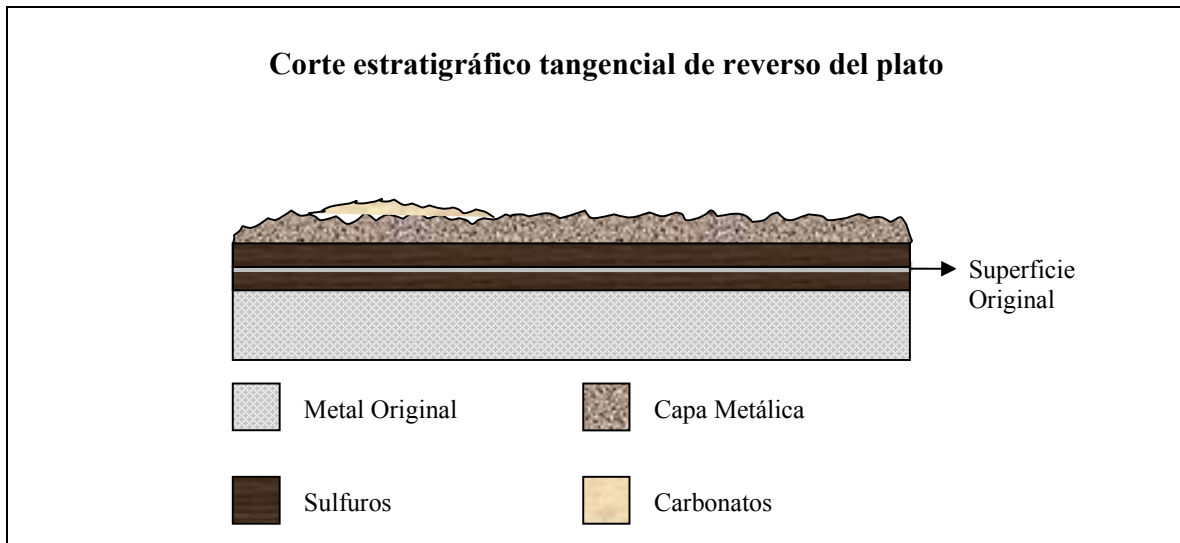 Corte estratigráfico tangencial de reverso del plato
Superficie
Original
Metal Original
Capa Metálica
Sulfuros
Carbonatos